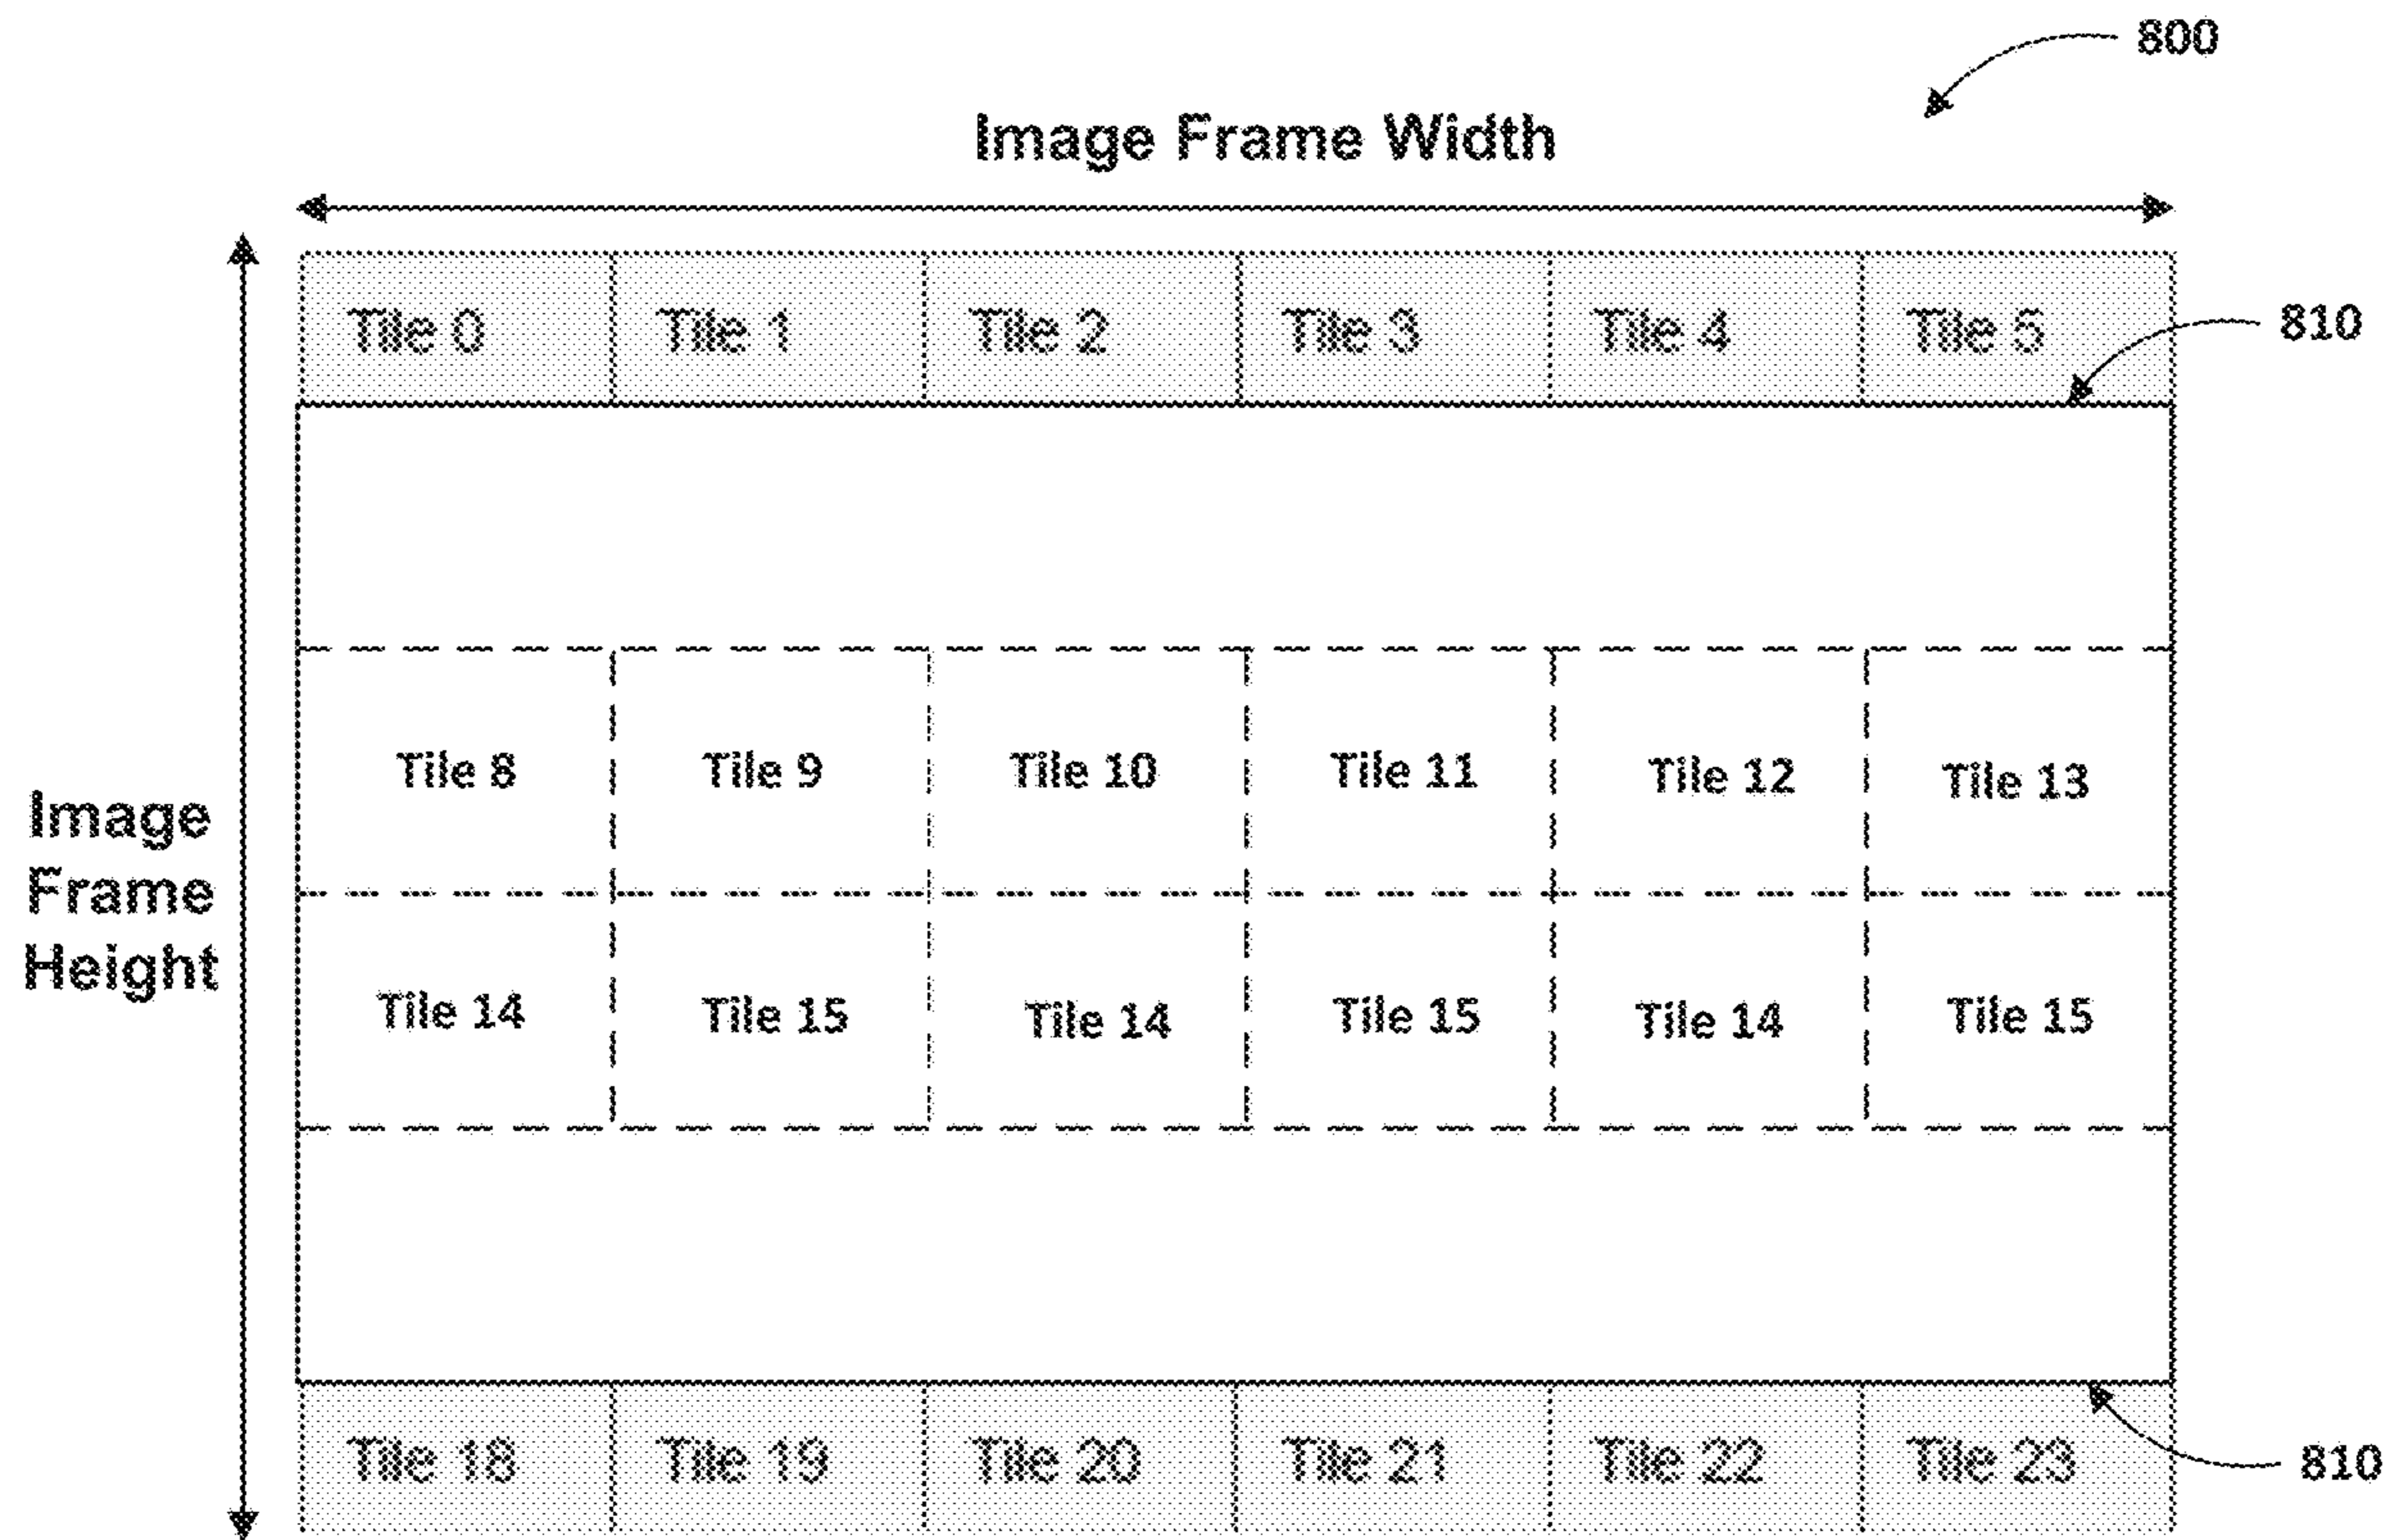 800
Image Frame Width
Tile 0 Tile 1 Tile 2 Tile 3 Tile 4 Tile 5
810
Tile 8 Tile 9 Tile 10 Tile 11 Tile 12 Tile 13
Image
Frame
Height
Tile 14 Tile 15 Tile 14 Tile 15 Tile 14 Tile 15
Tile 18 Tile 19 Tile 20 Tile 21 Tile 22 Tile 23
810